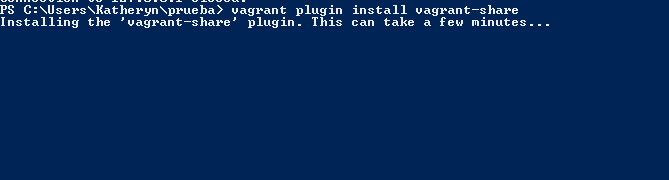 PS C:\Users\Katheryn\prueba> vagrant plugin install vagrant-share
Installing the 'vagrant-share' plugin. This can take a few minutes...